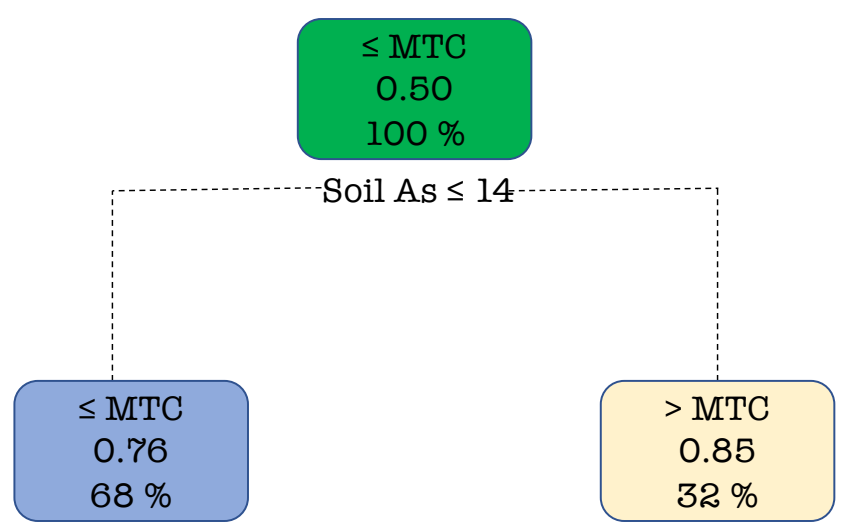 ≤ MTC
0.50
100 %
Soil As ≤ 14
≤ MTC
0.76
68 %
> MTC
0.85
32 %